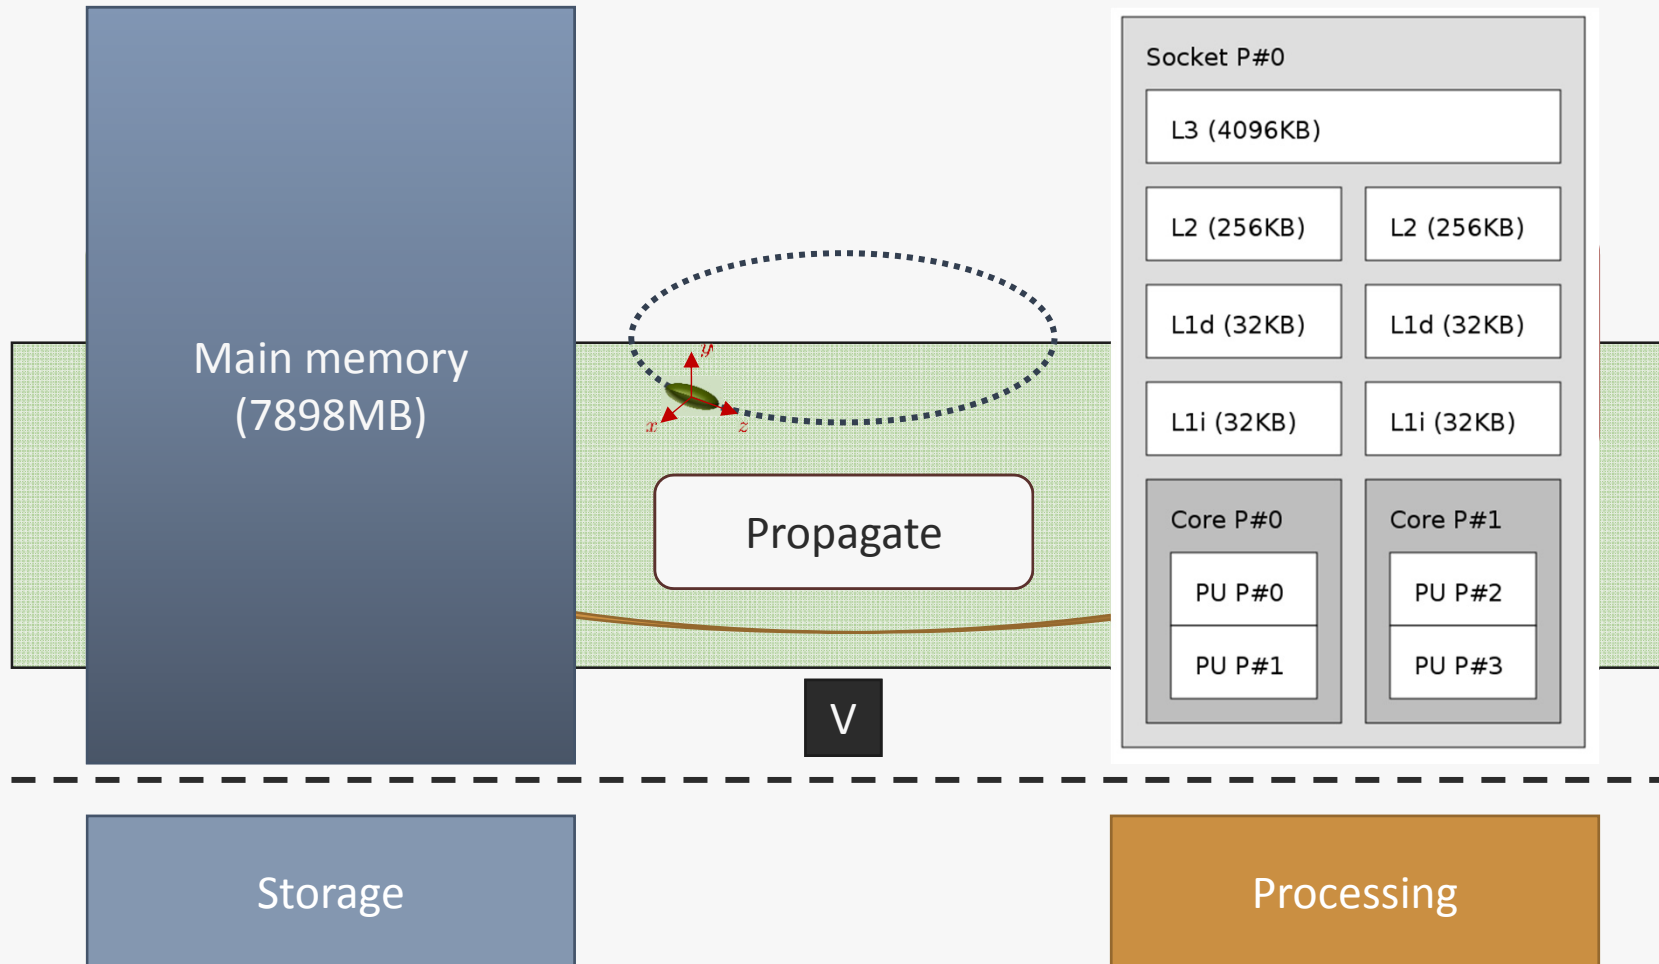 Main memory
(7898MB)
y
x
z
Propagate
V
Socket P#0
L3 (4096KB)
L2 (256KB) L2 (256KB)
L1d (32KB) L1d (32KB)
L1i (32KB) L1i (32KB)
Core P#0 Core P#1
PU P#0 PU P#2
PU P#1 PU P#3
Storage
Processing